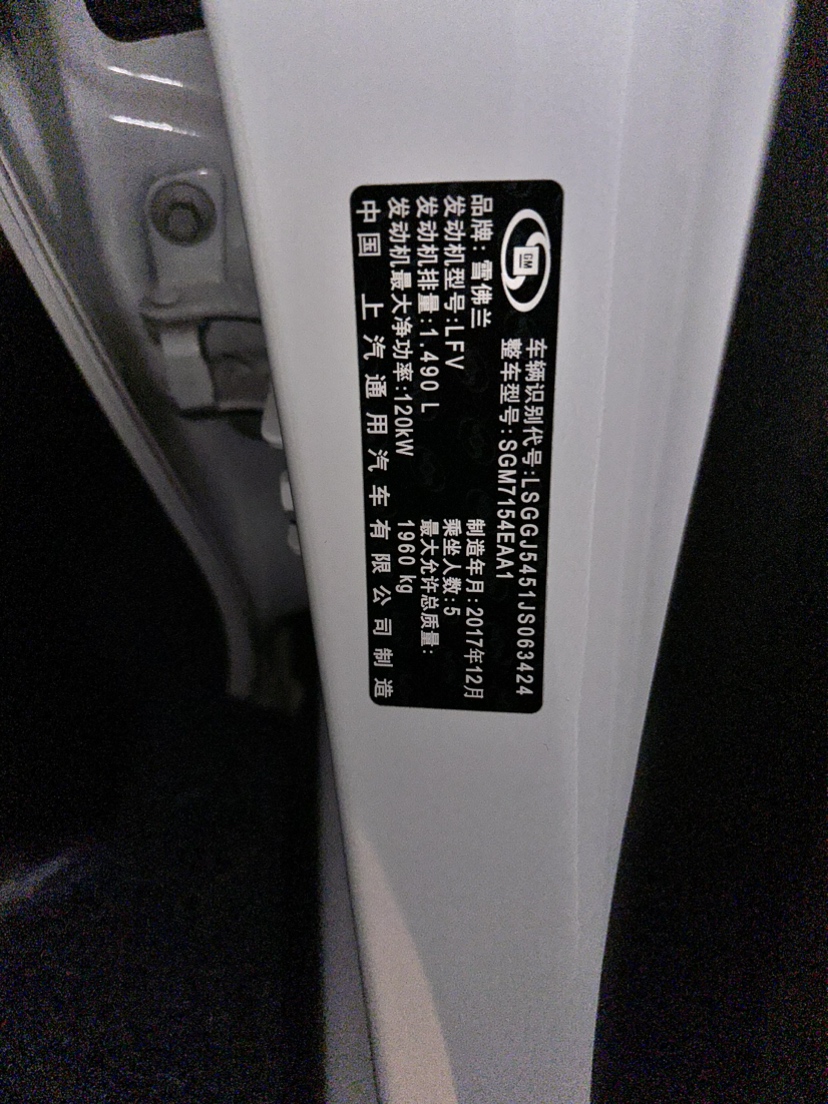 GM
车辆识别代号:LSGGJ5451JS063424
整车型号:SGM7154EAA1
品牌:雪佛兰
制造年月:2017年12月
发动机型号:LFV
乘坐人数:5
发动机排量:1.490 L
最大允许总质量:
发动机最大净功率:120kW
1960 kg
中国 上汽通用汽车有限公司制造